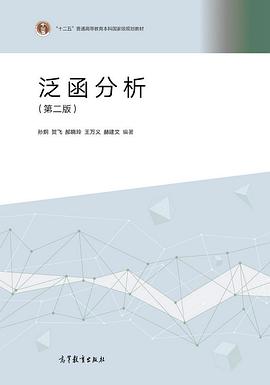 "十二五"普通高等教育本科国家级规划教材
泛函分析
(第二版)
孙炯 贺飞 郝晓玲 王万义 赫建文 编著
高等教育出版社